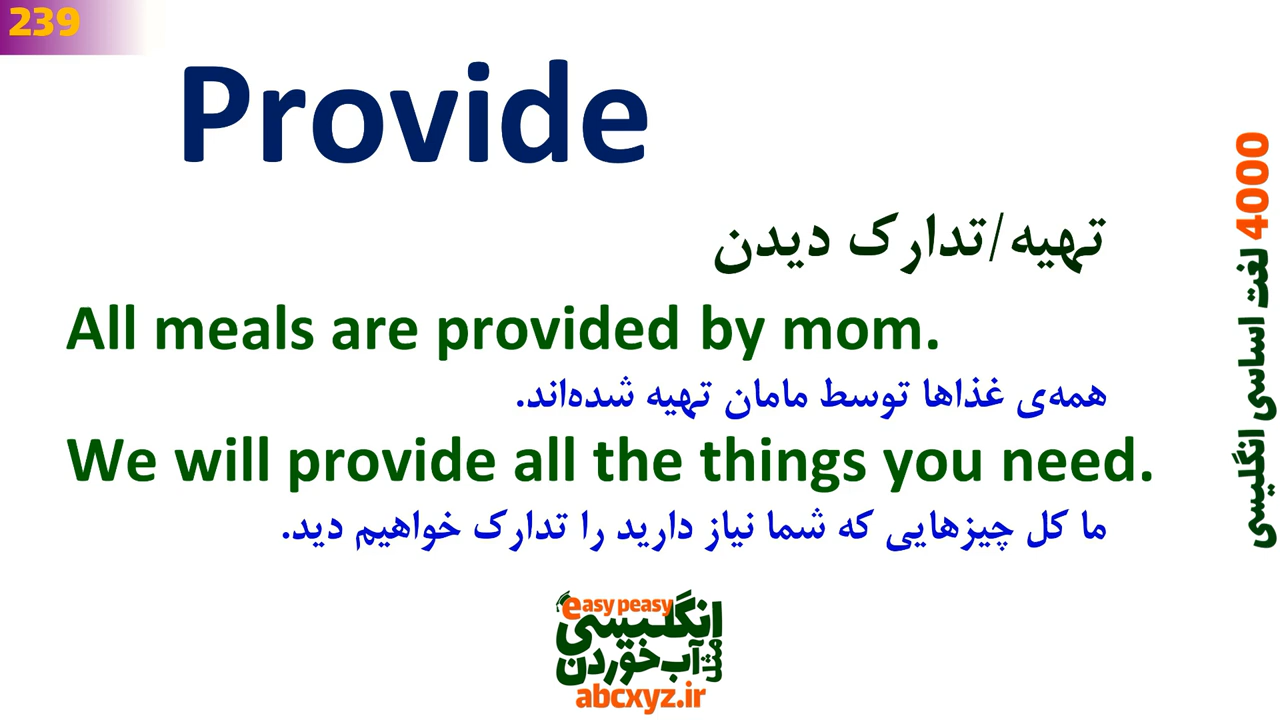 239
Provide
تهیه/تدارک دیدن
All meals are provided by mom.
همه‌ی غذاها توسط مامان تهیه شده‌اند.
We will provide all the things you need.
ما کل چیزهایی که شما نیاز دارید را تدارک خواهیم دید.
4000 لغت اساسی انگلیسی
easy peasy
انگلیسی
مثل آب خوردن
abcxyz.ir